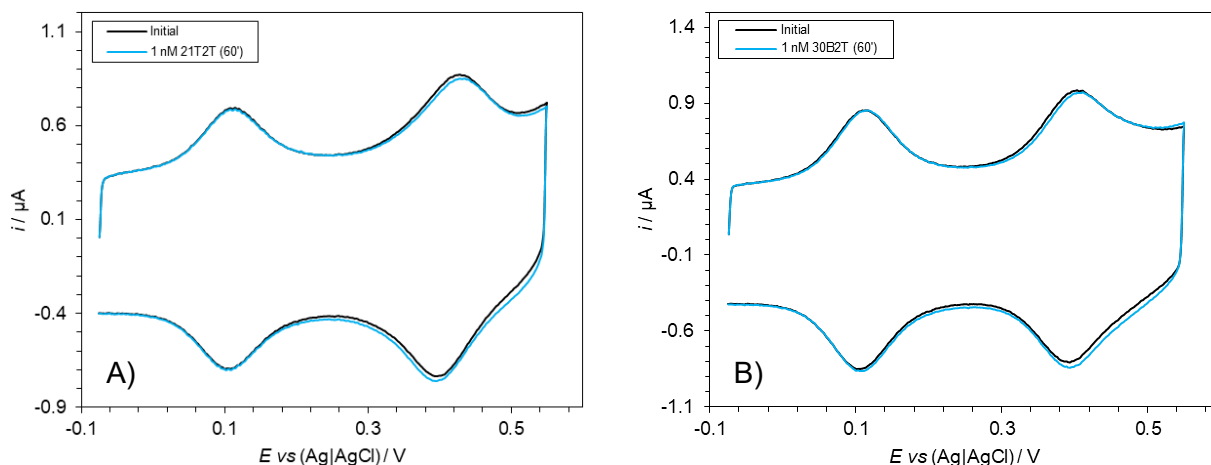 1.1
Initial
1 nM 21T2T (60')
0.6
i / µA
0.1
-0.4
A)
-0.9
-0.1
0.1
0.3
0.5
E vs (Ag|AgCl) / V
1.4
Initial
1 nM 30B2T (60')
0.9
i / µA
0.4
-0.1
-0.6
B)
-1.1
-0.1
0.1
0.3
0.5
E vs (Ag|AgCl) / V